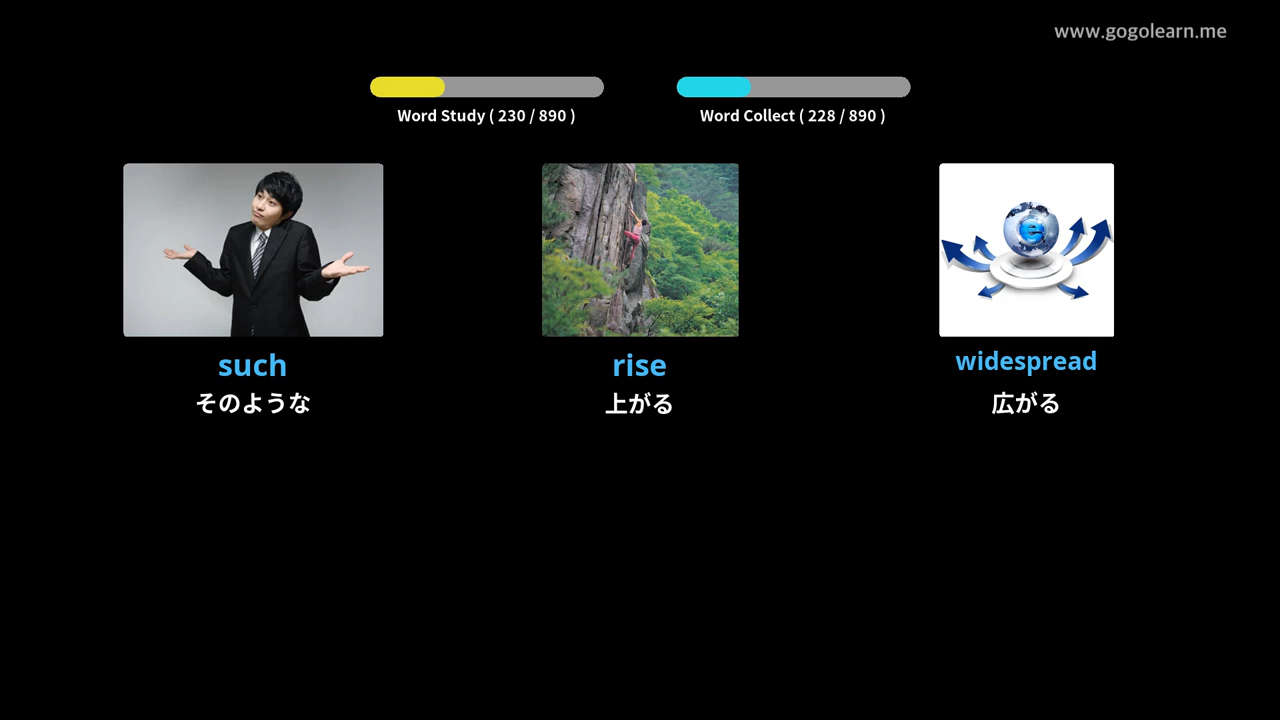 www.gogolearn.me
Word Study ( 230 / 890 )
Word Collect ( 228 / 890 )
such
そのような
rise
上がる
widespread
広がる